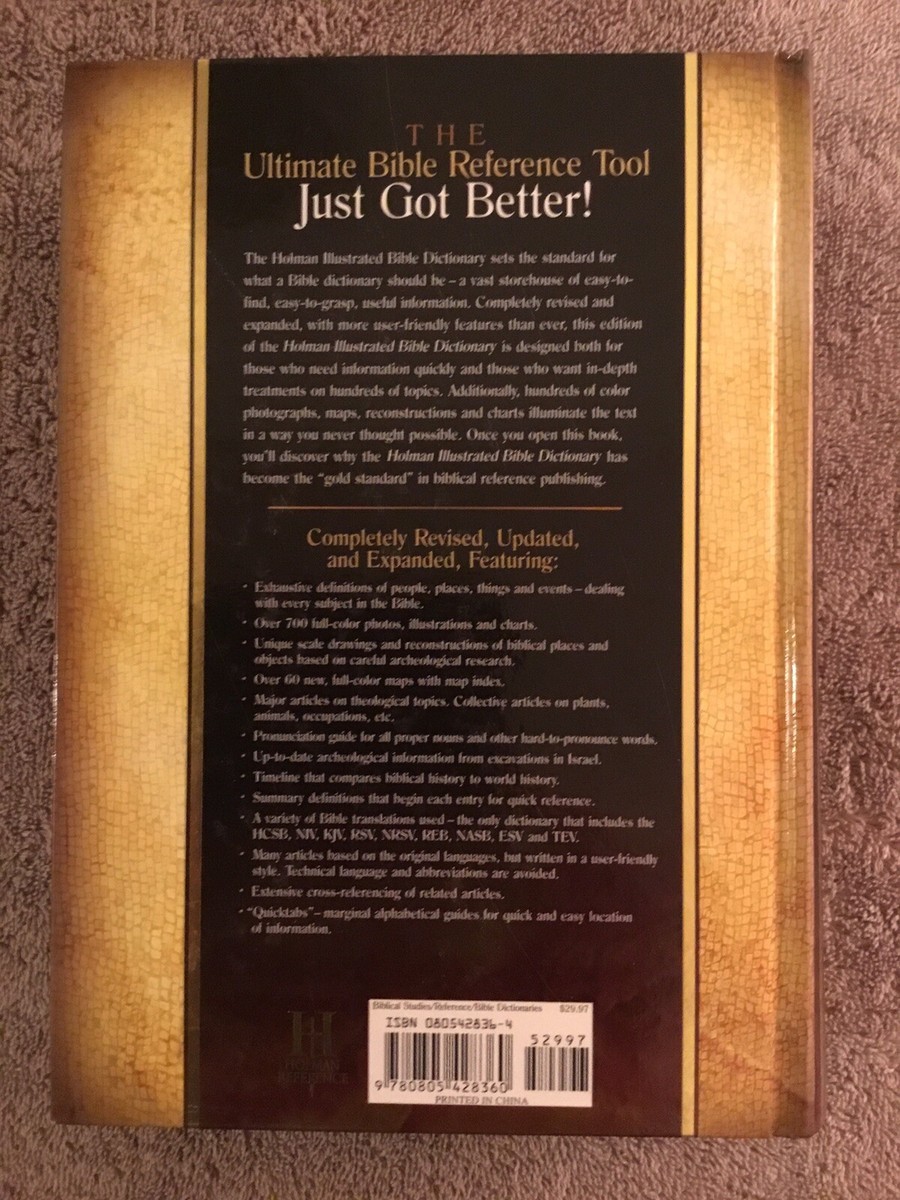 THE
Ultimate Bible Reference Tool
Just Got Better!
The Holman Illustrated Bible Dictionary sets the standard for
what a Bible dictionary should be – a vast storehouse of easy-to-
find, easy-to-grasp, useful information. Completely revised and
expanded, with more user-friendly features than ever, this edition
of the Holman Illustrated Bible Dictionary is designed both for
those who need information quickly and those who want in-depth
treatments on hundreds of topics. Additionally, hundreds of color
photographs, maps, reconstructions and charts illuminate the text
in a way you never thought possible. Once you open this book,
you'll discover why the Holman Illustrated Bible Dictionary has
become the "gold standard" in biblical reference publishing.
Completely Revised, Updated,
and Expanded, Featuring:
• Exhaustive definitions of people, places, things and events – dealing
with every subject in the Bible.
• Over 700 full-color photos, illustrations and charts.
• Unique scale drawings and reconstructions of biblical places and
objects based on careful archeological research.
• Over 60 new, full-color maps with map index.
• Major articles on theological topics. Collective articles on plants,
animals, occupations, etc.
• Pronunciation guide for all proper nouns and other hard-to-pronounce words.
• Up-to-date archeological information from excavations in Israel.
• Timeline that compares biblical history to world history.
• Summary definitions that begin each entry for quick reference.
• A variety of Bible translations used – the only dictionary that includes the
HCSB, NIV, KJV, RSV, NRSV, REB, NASB, ESV and TEV.
• Many articles based on the original languages, but written in a user-friendly
style. Technical language and abbreviations are avoided.
• Extensive cross-referencing of related articles.
• "Quicktabs" – marginal alphabetical guides for quick and easy location
of information.
H
HOLMAN
REFERENCE
Biblical Studies/Reference/Bible Dictionaries $29.97
ISBN 080542836-4
52997
9 780805 428360
PRINTED IN CHINA